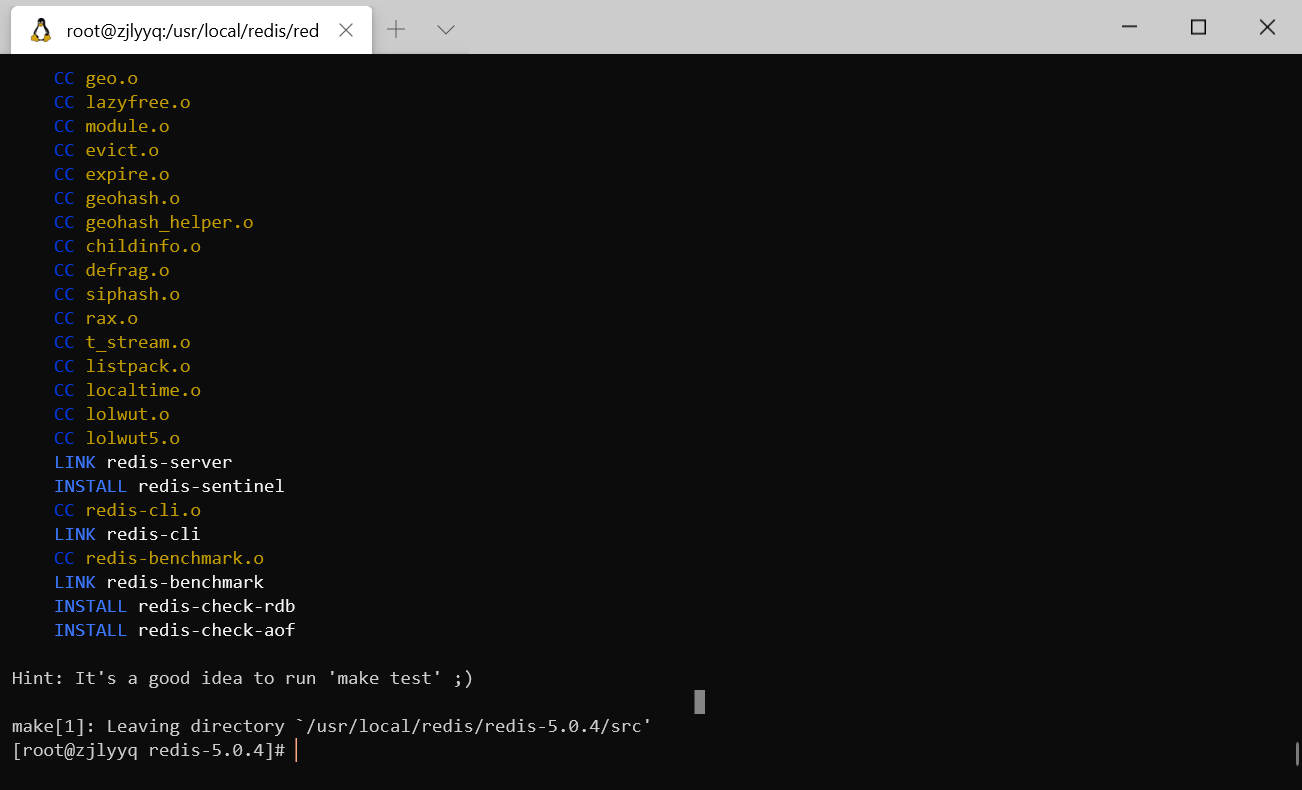 root@zjlyyq:/usr/local/redis/red
CC geo.o
CC lazyfree.o
CC module.o
CC evict.o
CC expire.o
CC geohash.o
CC geohash_helper.o
CC childinfo.o
CC defrag.o
CC siphash.o
CC rax.o
CC t_stream.o
CC listpack.o
CC localtime.o
CC lolwut.o
CC lolwut5.o
LINK redis-server
INSTALL redis-sentinel
CC redis-cli.o
LINK redis-cli
CC redis-benchmark.o
LINK redis-benchmark
INSTALL redis-check-rdb
INSTALL redis-check-aof
Hint: It's a good idea to run 'make test' ;)
make[1]: Leaving directory `/usr/local/redis/redis-5.0.4/src'
[root@zjlyyq redis-5.0.4]#